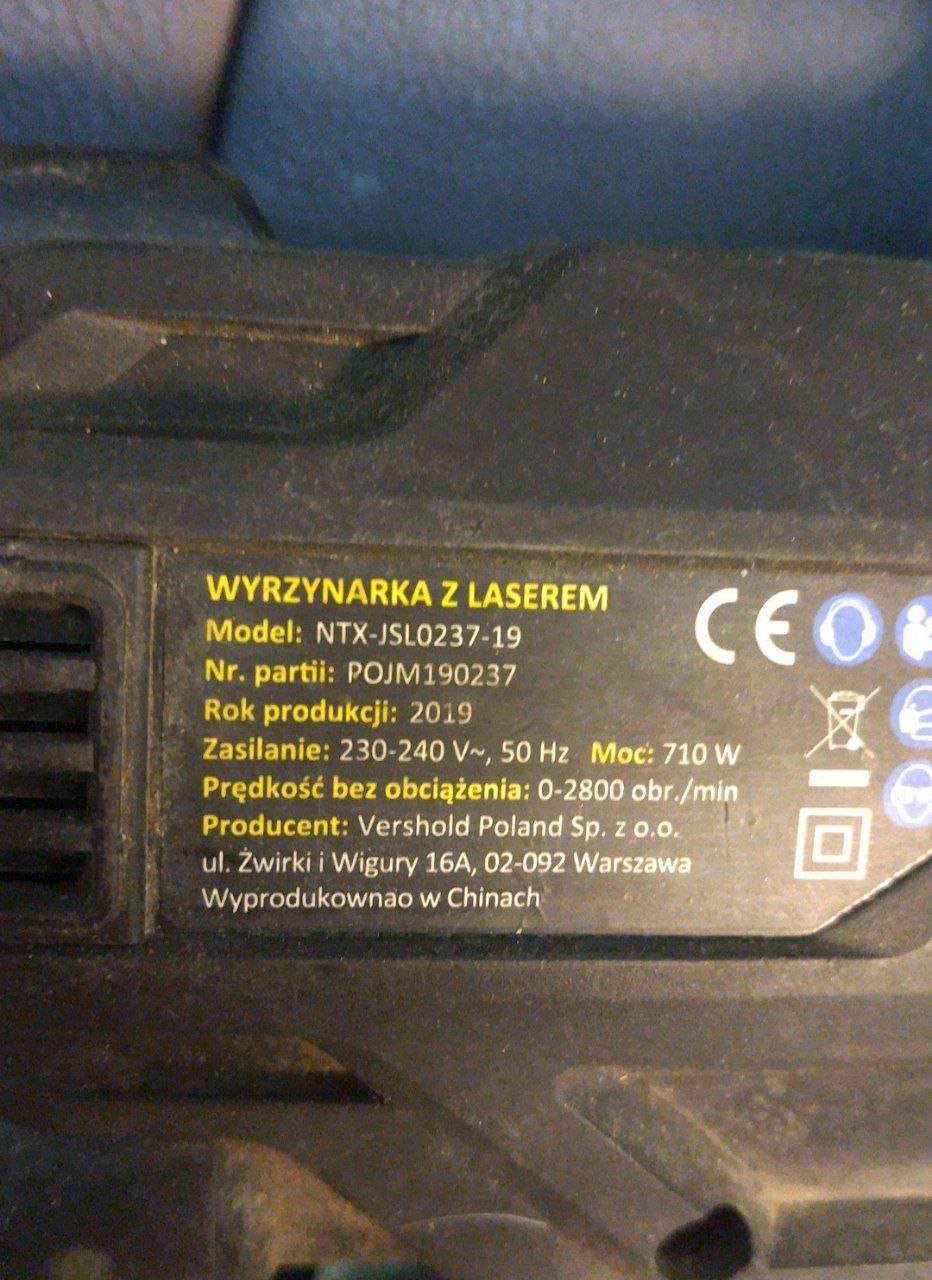 WYRZYNARKA Z LASEREM
Model: NTX-JSL0237-19
Nr. partii: POJM190237
Rok produkcji: 2019
Zasilanie: 230-240 V~, 50 Hz Moc: 710 W
Prędkość bez obciążenia: 0-2800 obr./min
Producent: Vershold Poland Sp. z o.o.
ul. Żwirki i Wigury 16A, 02-092 Warszawa
Wyprodukownao w Chinach
CE